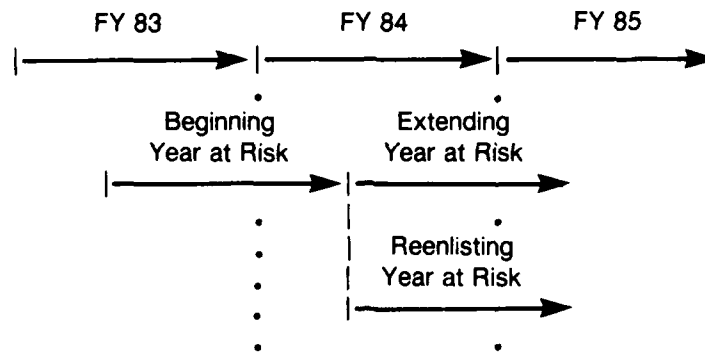 FY 83 FY 84 FY 85
Beginning Extending
Year at Risk Year at Risk
Reenlisting
Year at Risk